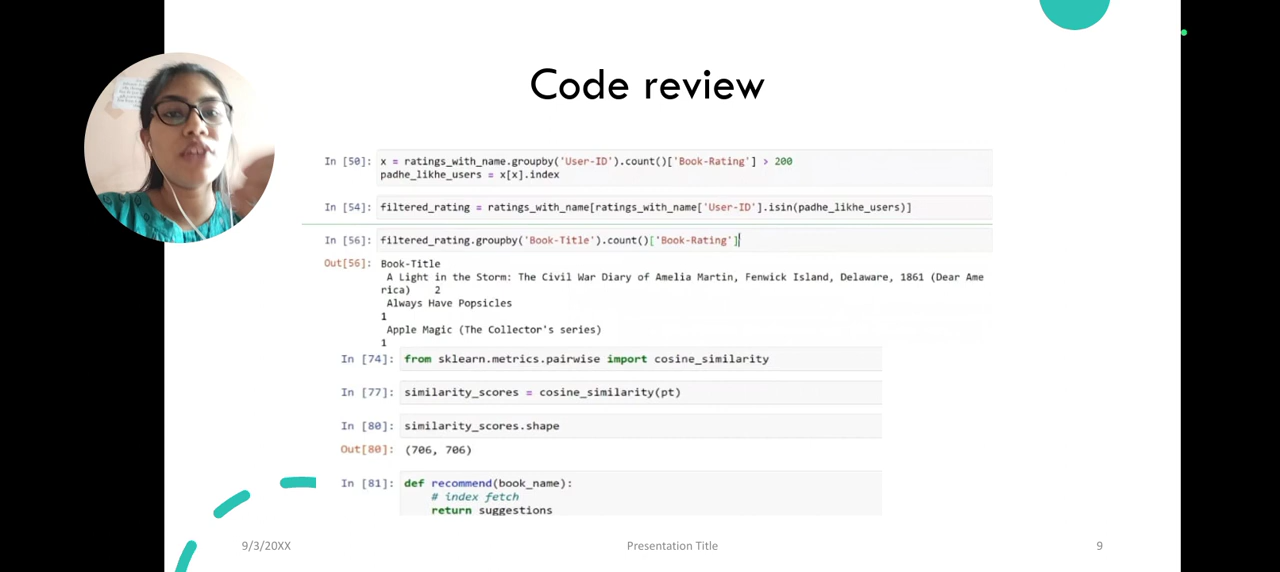 Code review
In [50]: x = ratings_with_name.groupby('User-ID').count()['Book-Rating'] > 200
padhe_likhe_users = x[x].index
In [54]: filtered_rating = ratings_with_name[ratings_with_name['User-ID'].isin(padhe_likhe_users)]
In [56]: filtered_rating.groupby('Book-Title').count()['Book-Rating']
Out[56]: Book-Title
A Light in the Storm: The Civil War Diary of Amelia Martin, Fenwick Island, Delaware, 1861 (Dear Ame
rica) 2
Always Have Popsicles
1
Apple Magic (The Collector's series)
1
In [74]: from sklearn.metrics.pairwise import cosine_similarity
In [77]: similarity_scores = cosine_similarity(pt)
In [80]: similarity_scores.shape
Out[80]: (706, 706)
In [81]: def recommend(book_name):
# index fetch
return suggestions
9/3/20XX
Presentation Title
9